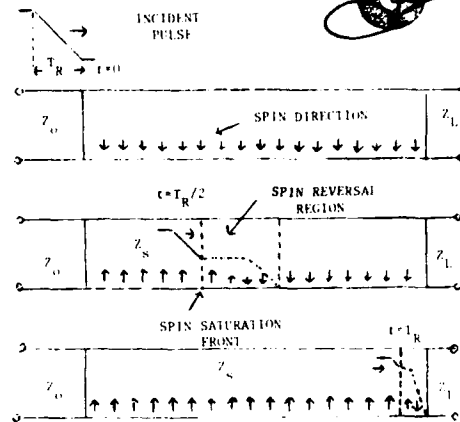 INCIDENT
PULSE
T_R t=0
Z_o SPIN DIRECTION Z_L
t=T_R/2 SPIN REVERSAL
REGION
Z_o Z_s Z_L
SPIN SATURATION
FRONT
t=T_R
Z_o Z_s Z_L